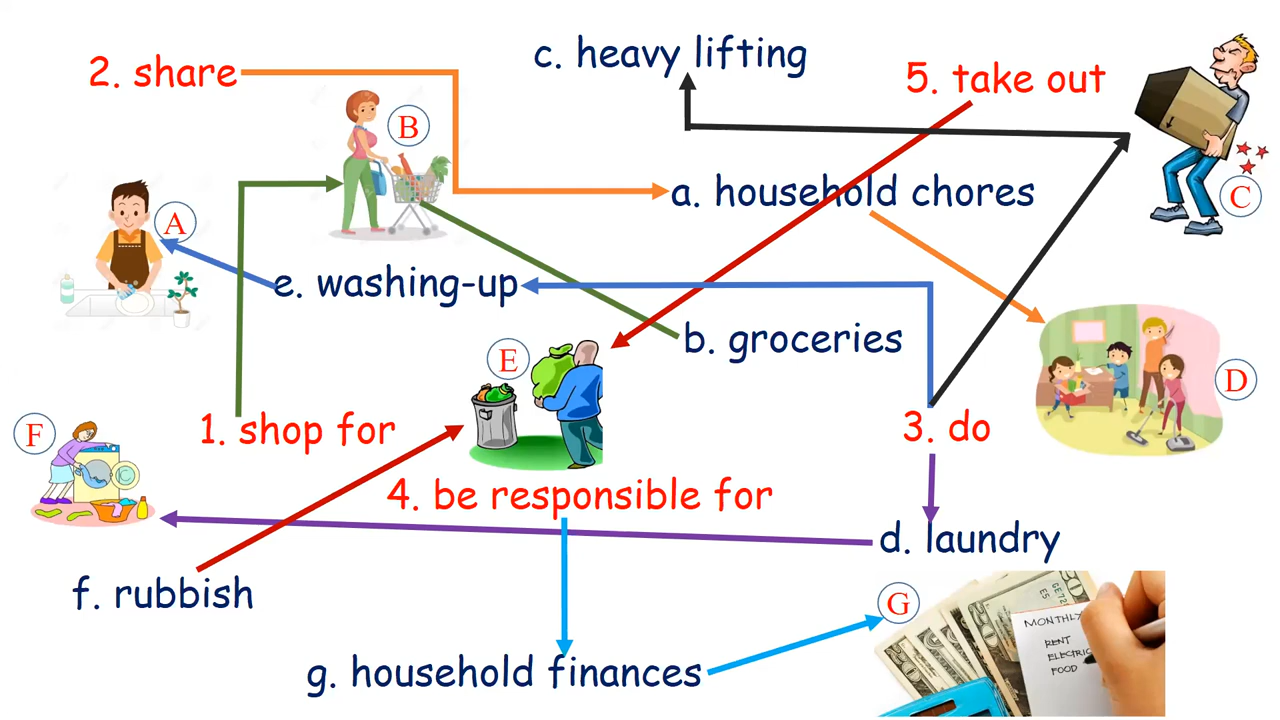 c. heavy lifting
2. share
5. take out
B
a. household chores
C
A
e. washing-up
b. groceries
E
D
F
1. shop for
3. do
4. be responsible for
d. laundry
f. rubbish
G
MONTHLY
RENT
ELECTRIC
FOOD
g. household finances